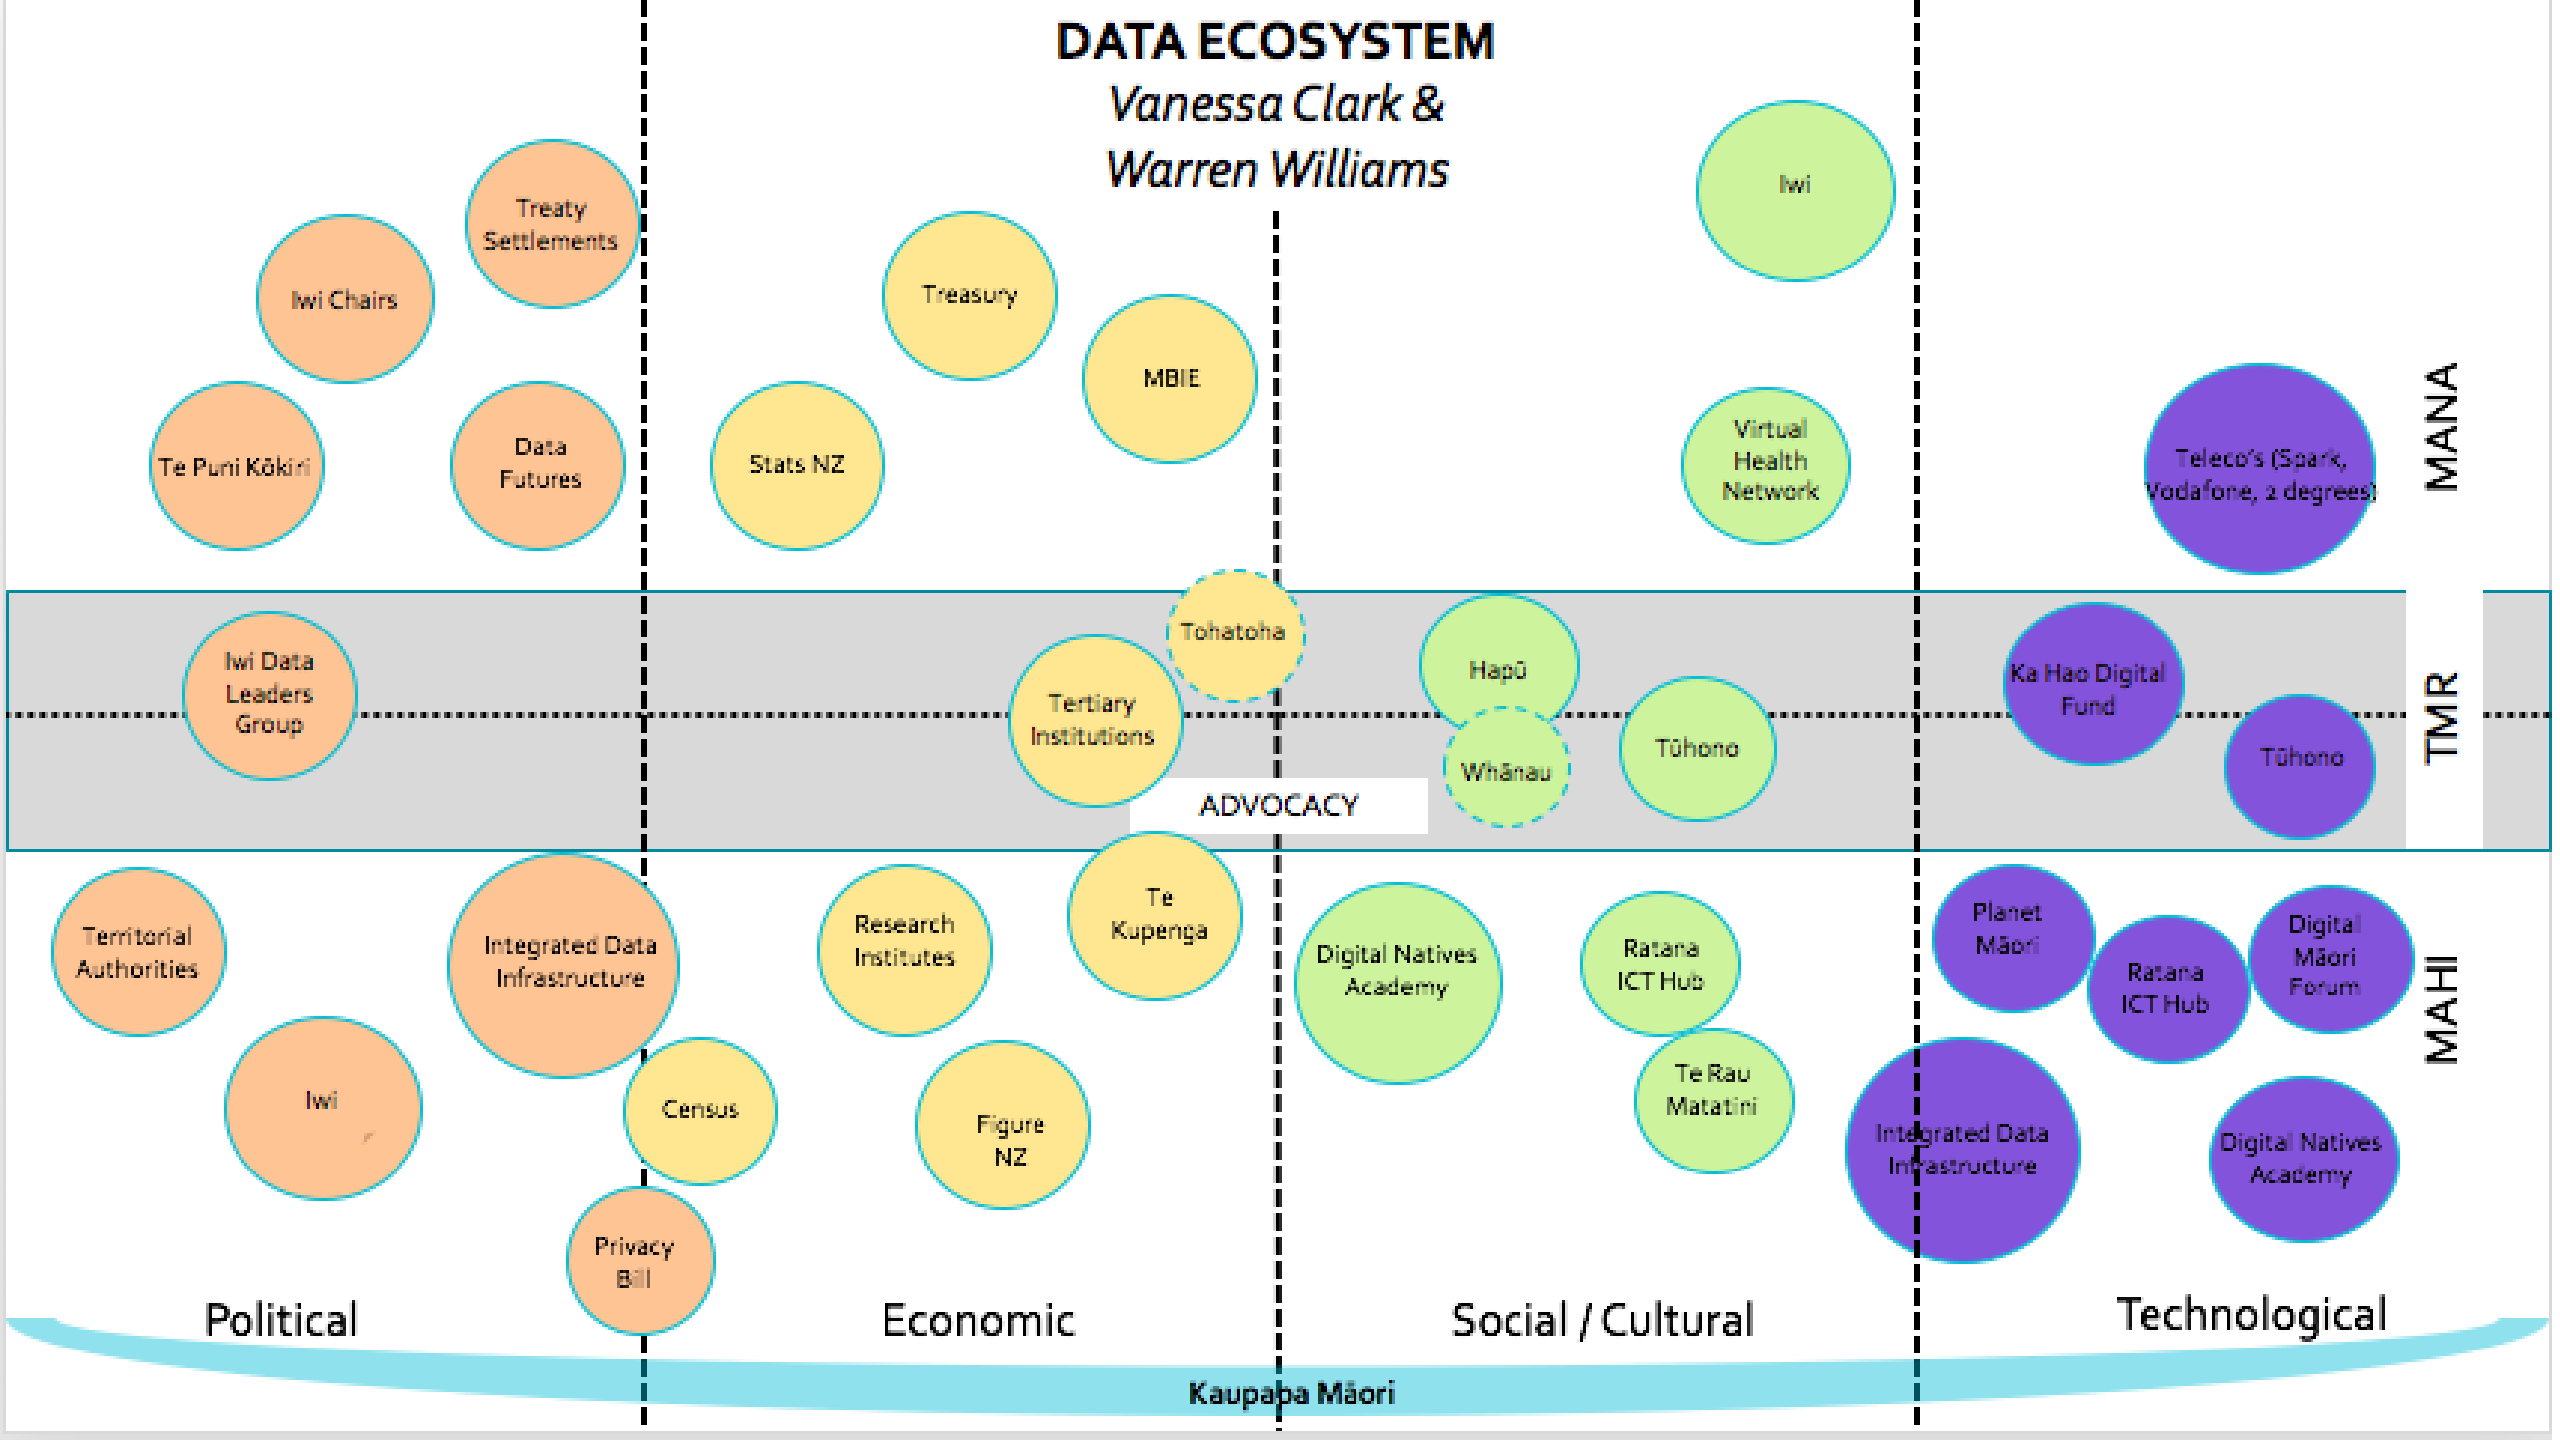 DATA ECOSYSTEM
Vanessa Clark &
Warren Williams
Treaty
Settlements
Iwi Chairs
Te Puni Kōkiri
Data
Futures
Treasury
MBIE
Stats NZ
Iwi
Virtual
Health
Network
Teleco's (Spark,
Vodafone, 2 degrees)
MANA
Iwi Data
Leaders
Group
Tohatoha
Tertiary
Institutions
Hapū
Whānau
Tūhono
Ka Hao Digital
Fund
Tūhono
TMR
ADVOCACY
Territorial
Authorities
Integrated Data
Infrastructure
Iwi
Privacy
Bill
Census
Research
Institutes
Te
Kupenga
Figure
NZ
Digital Natives
Academy
Ratana
ICT Hub
Te Rau
Matatini
Planet
Māori
Ratana
ICT Hub
Digital
Māori
Forum
Integrated Data
Infrastructure
Digital Natives
Academy
MAHI
Political
Economic
Social / Cultural
Technological
Kaupapa Māori